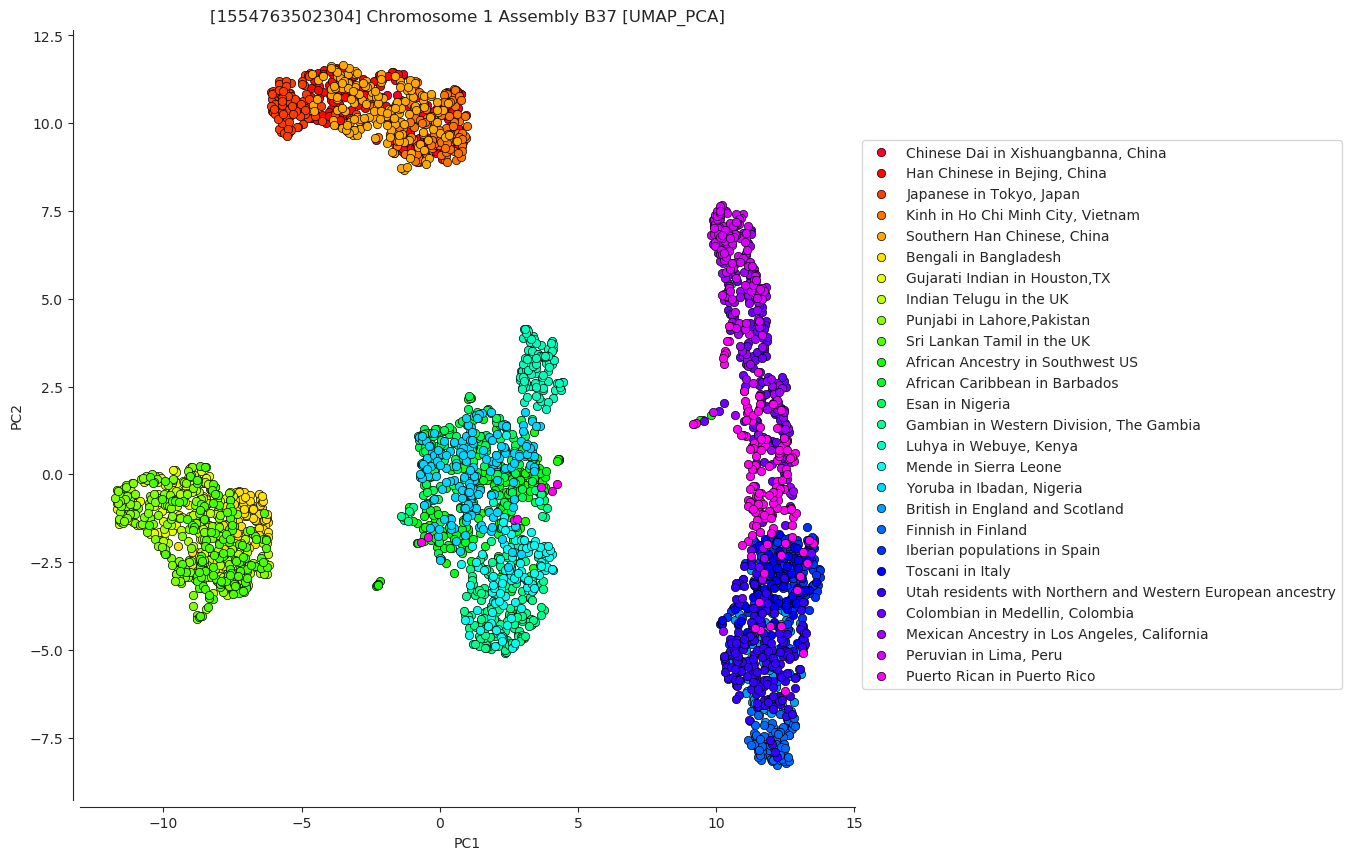 [1554763502304] Chromosome 1 Assembly B37 [UMAP_PCA]
12.5
10.0
7.5
5.0
2.5
0.0
−2.5
−5.0
−7.5
PC2
−10
−5
0
5
10
15
PC1
Chinese Dai in Xishuangbanna, China
Han Chinese in Bejing, China
Japanese in Tokyo, Japan
Kinh in Ho Chi Minh City, Vietnam
Southern Han Chinese, China
Bengali in Bangladesh
Gujarati Indian in Houston,TX
Indian Telugu in the UK
Punjabi in Lahore,Pakistan
Sri Lankan Tamil in the UK
African Ancestry in Southwest US
African Caribbean in Barbados
Esan in Nigeria
Gambian in Western Division, The Gambia
Luhya in Webuye, Kenya
Mende in Sierra Leone
Yoruba in Ibadan, Nigeria
British in England and Scotland
Finnish in Finland
Iberian populations in Spain
Toscani in Italy
Utah residents with Northern and Western European ancestry
Colombian in Medellin, Colombia
Mexican Ancestry in Los Angeles, California
Peruvian in Lima, Peru
Puerto Rican in Puerto Rico